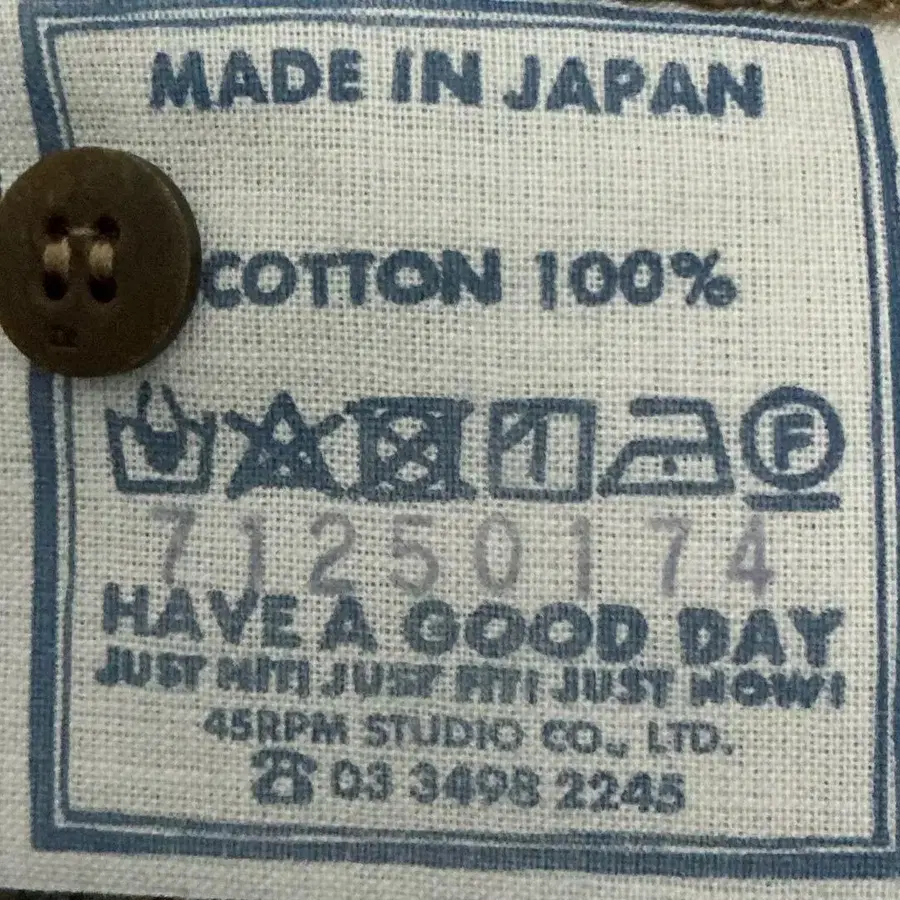 MADE IN JAPAN
COTTON 100%
F
71250174
HAVE A GOOD DAY
JUST HIT! JUST FIT! JUST NOW!
45RPM STUDIO CO., LTD.
☎ 03 3498 2245